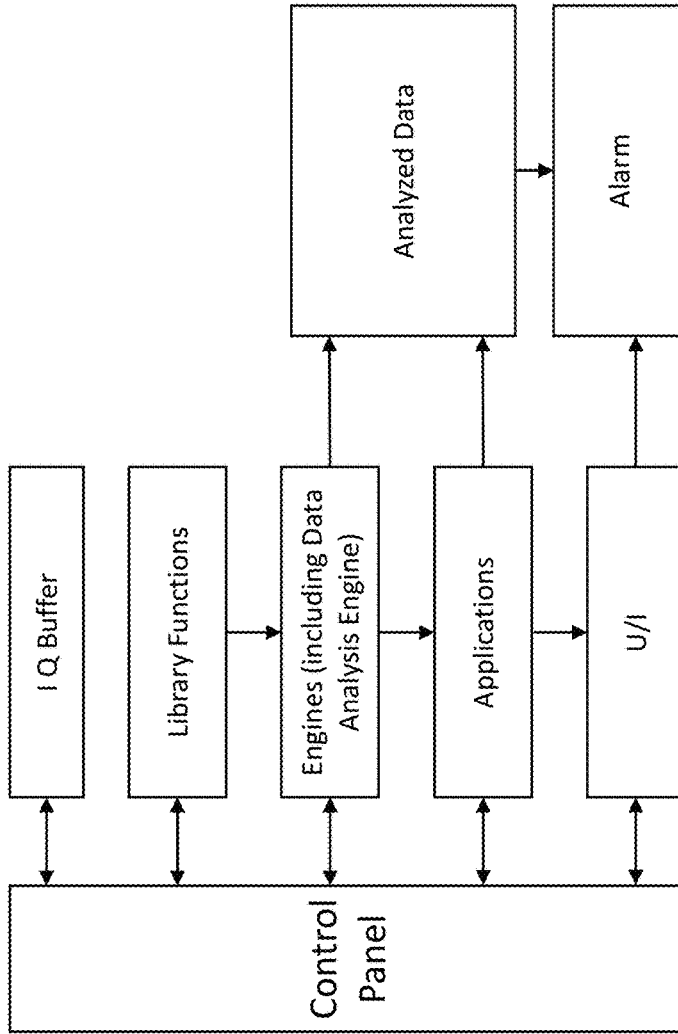 Control
Panel
I Q Buffer
Library Functions
Engines (including Data
Analysis Engine)
Applications
U/I
Analyzed Data
Alarm